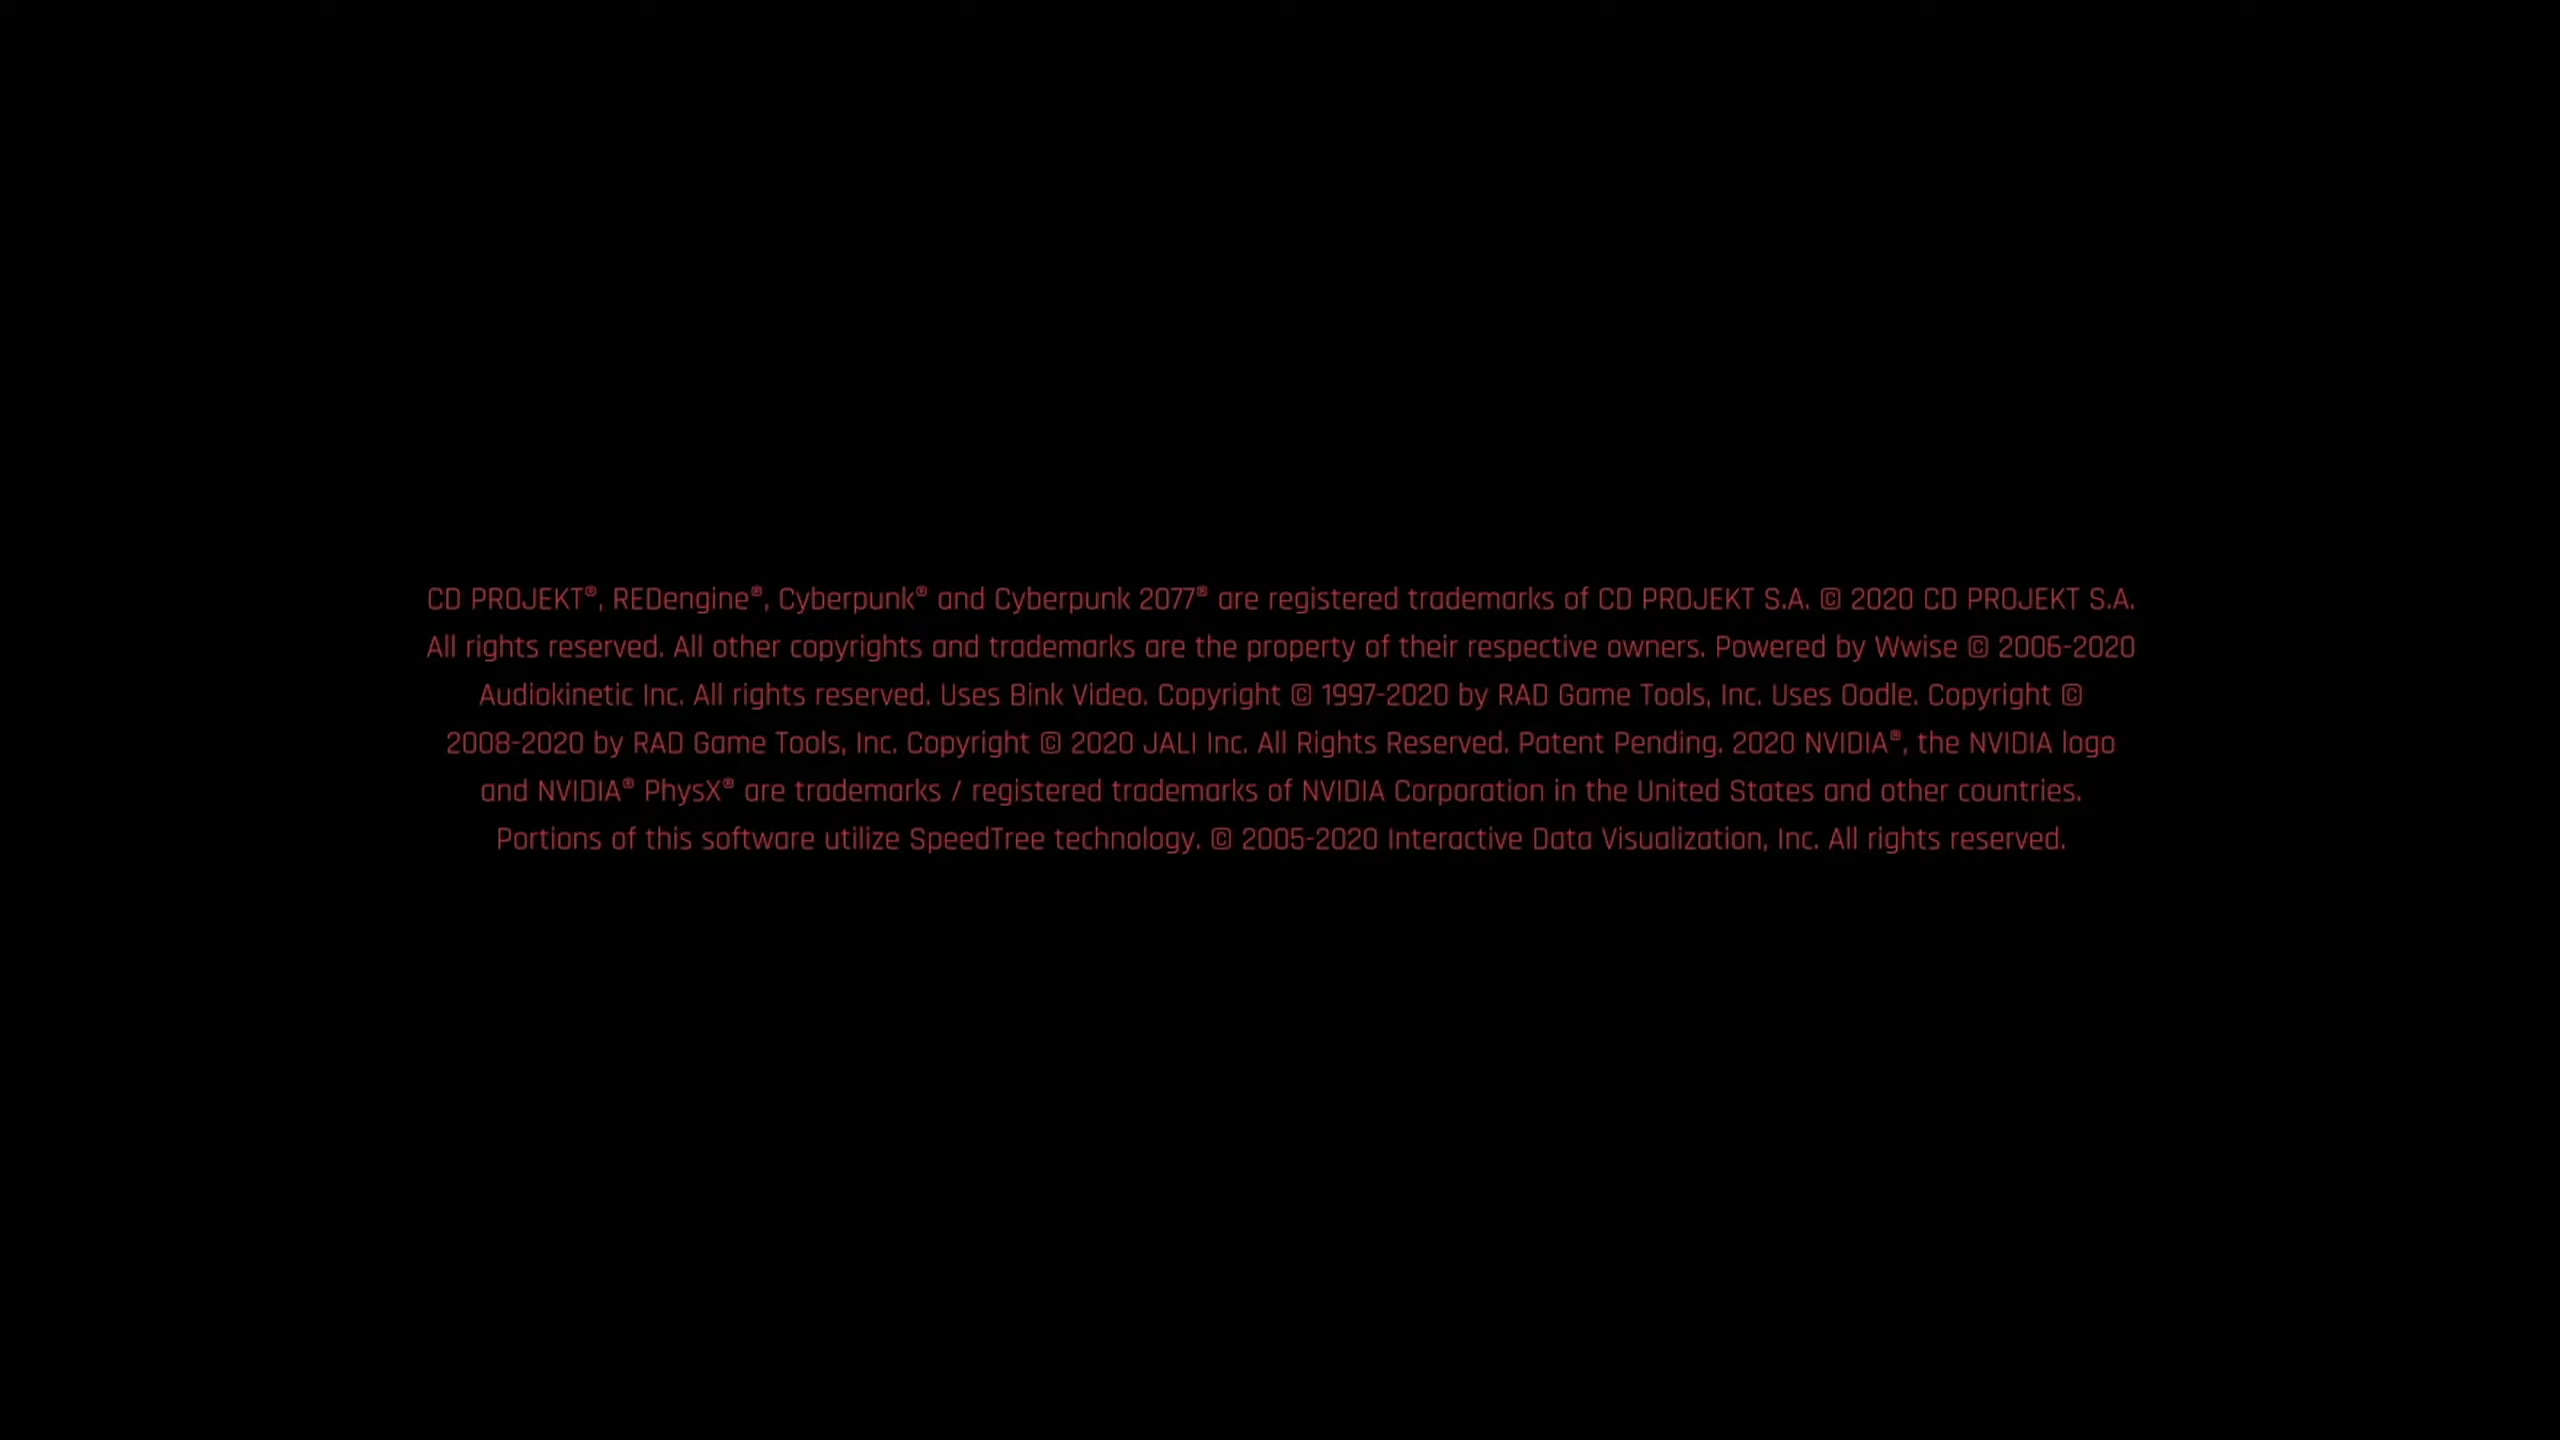 CD PROJEKT®, REDengine®, Cyberpunk® and Cyberpunk 2077® are registered trademarks of CD PROJEKT S.A. © 2020 CD PROJEKT S.A.
All rights reserved. All other copyrights and trademarks are the property of their respective owners. Powered by Wwise © 2006-2020
Audiokinetic Inc. All rights reserved. Uses Bink Video. Copyright © 1997-2020 by RAD Game Tools, Inc. Uses Oodle. Copyright ©
2008-2020 by RAD Game Tools, Inc. Copyright © 2020 JALI Inc. All Rights Reserved. Patent Pending. 2020 NVIDIA®, the NVIDIA logo
and NVIDIA® PhysX® are trademarks / registered trademarks of NVIDIA Corporation in the United States and other countries.
Portions of this software utilize SpeedTree technology. © 2005-2020 Interactive Data Visualization, Inc. All rights reserved.